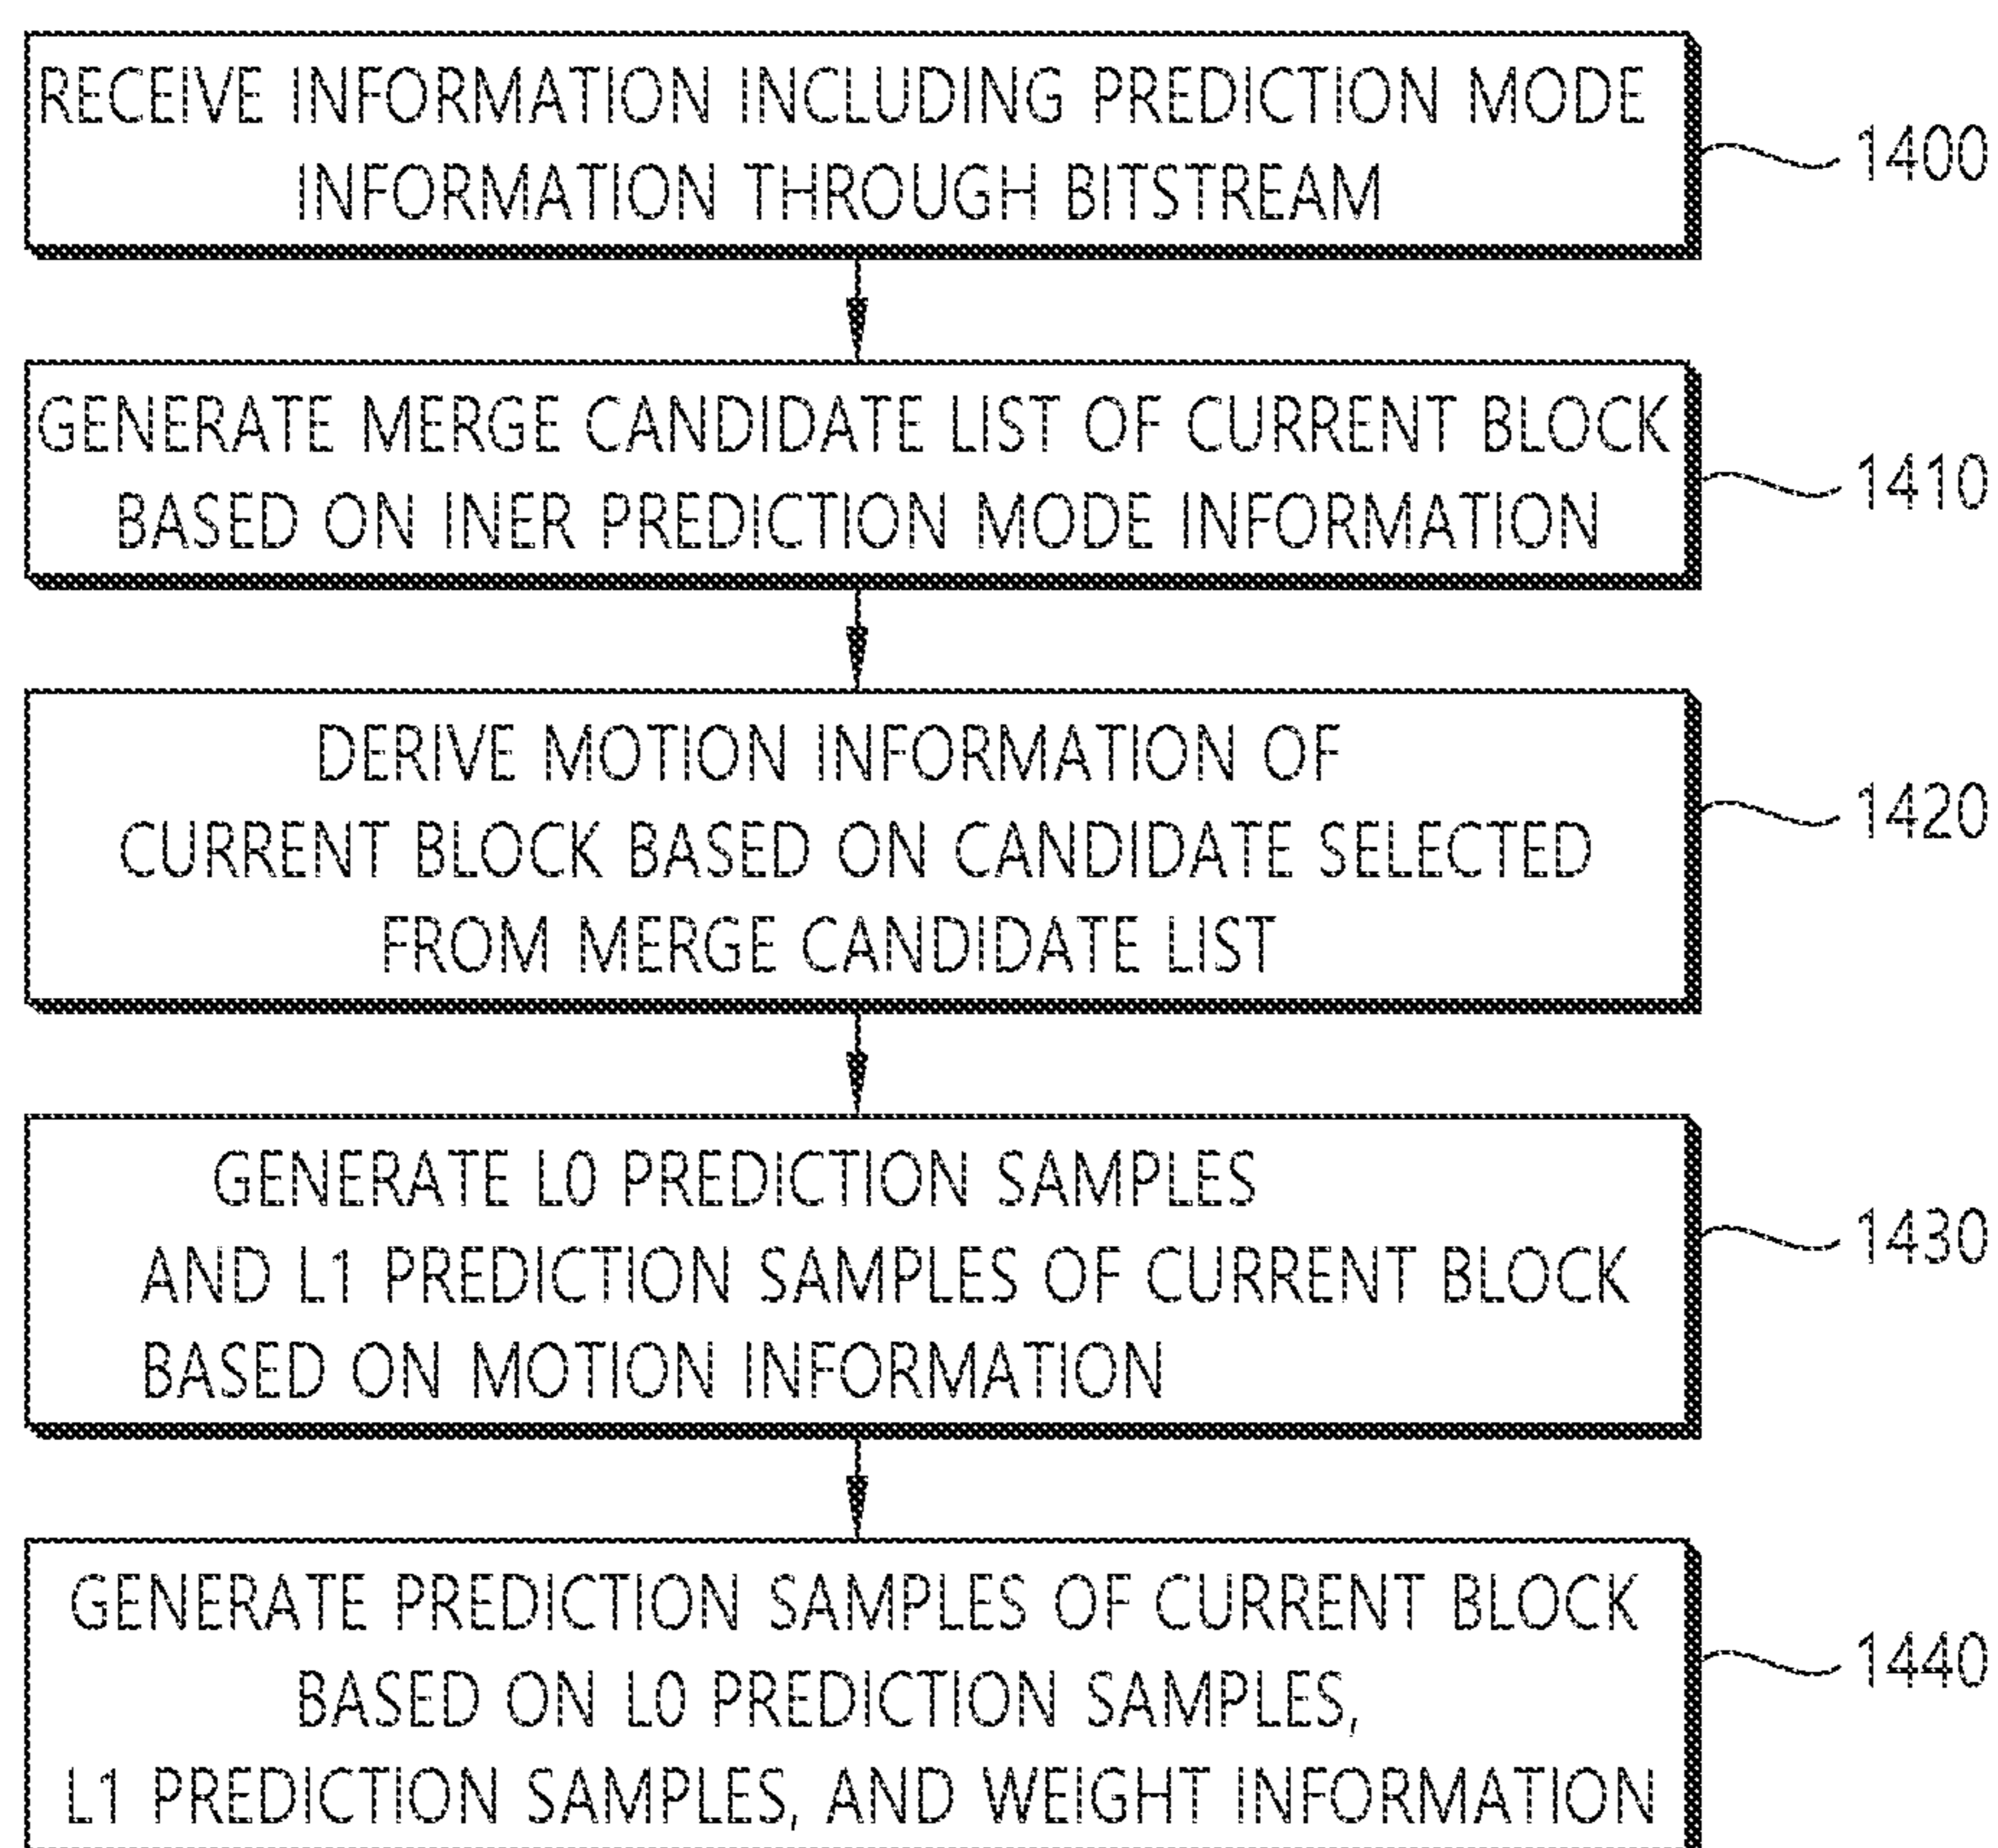 RECEIVE INFORMATION INCLUDING PREDICTION MODE
INFORMATION THROUGH BITSTREAM
1400
GENERATE MERGE CANDIDATE LIST OF CURRENT BLOCK
BASED ON INER PREDICTION MODE INFORMATION
1410
DERIVE MOTION INFORMATION OF
CURRENT BLOCK BASED ON CANDIDATE SELECTED
FROM MERGE CANDIDATE LIST
1420
GENERATE L0 PREDICTION SAMPLES
AND L1 PREDICTION SAMPLES OF CURRENT BLOCK
BASED ON MOTION INFORMATION
1430
GENERATE PREDICTION SAMPLES OF CURRENT BLOCK
BASED ON L0 PREDICTION SAMPLES,
L1 PREDICTION SAMPLES, AND WEIGHT INFORMATION
1440